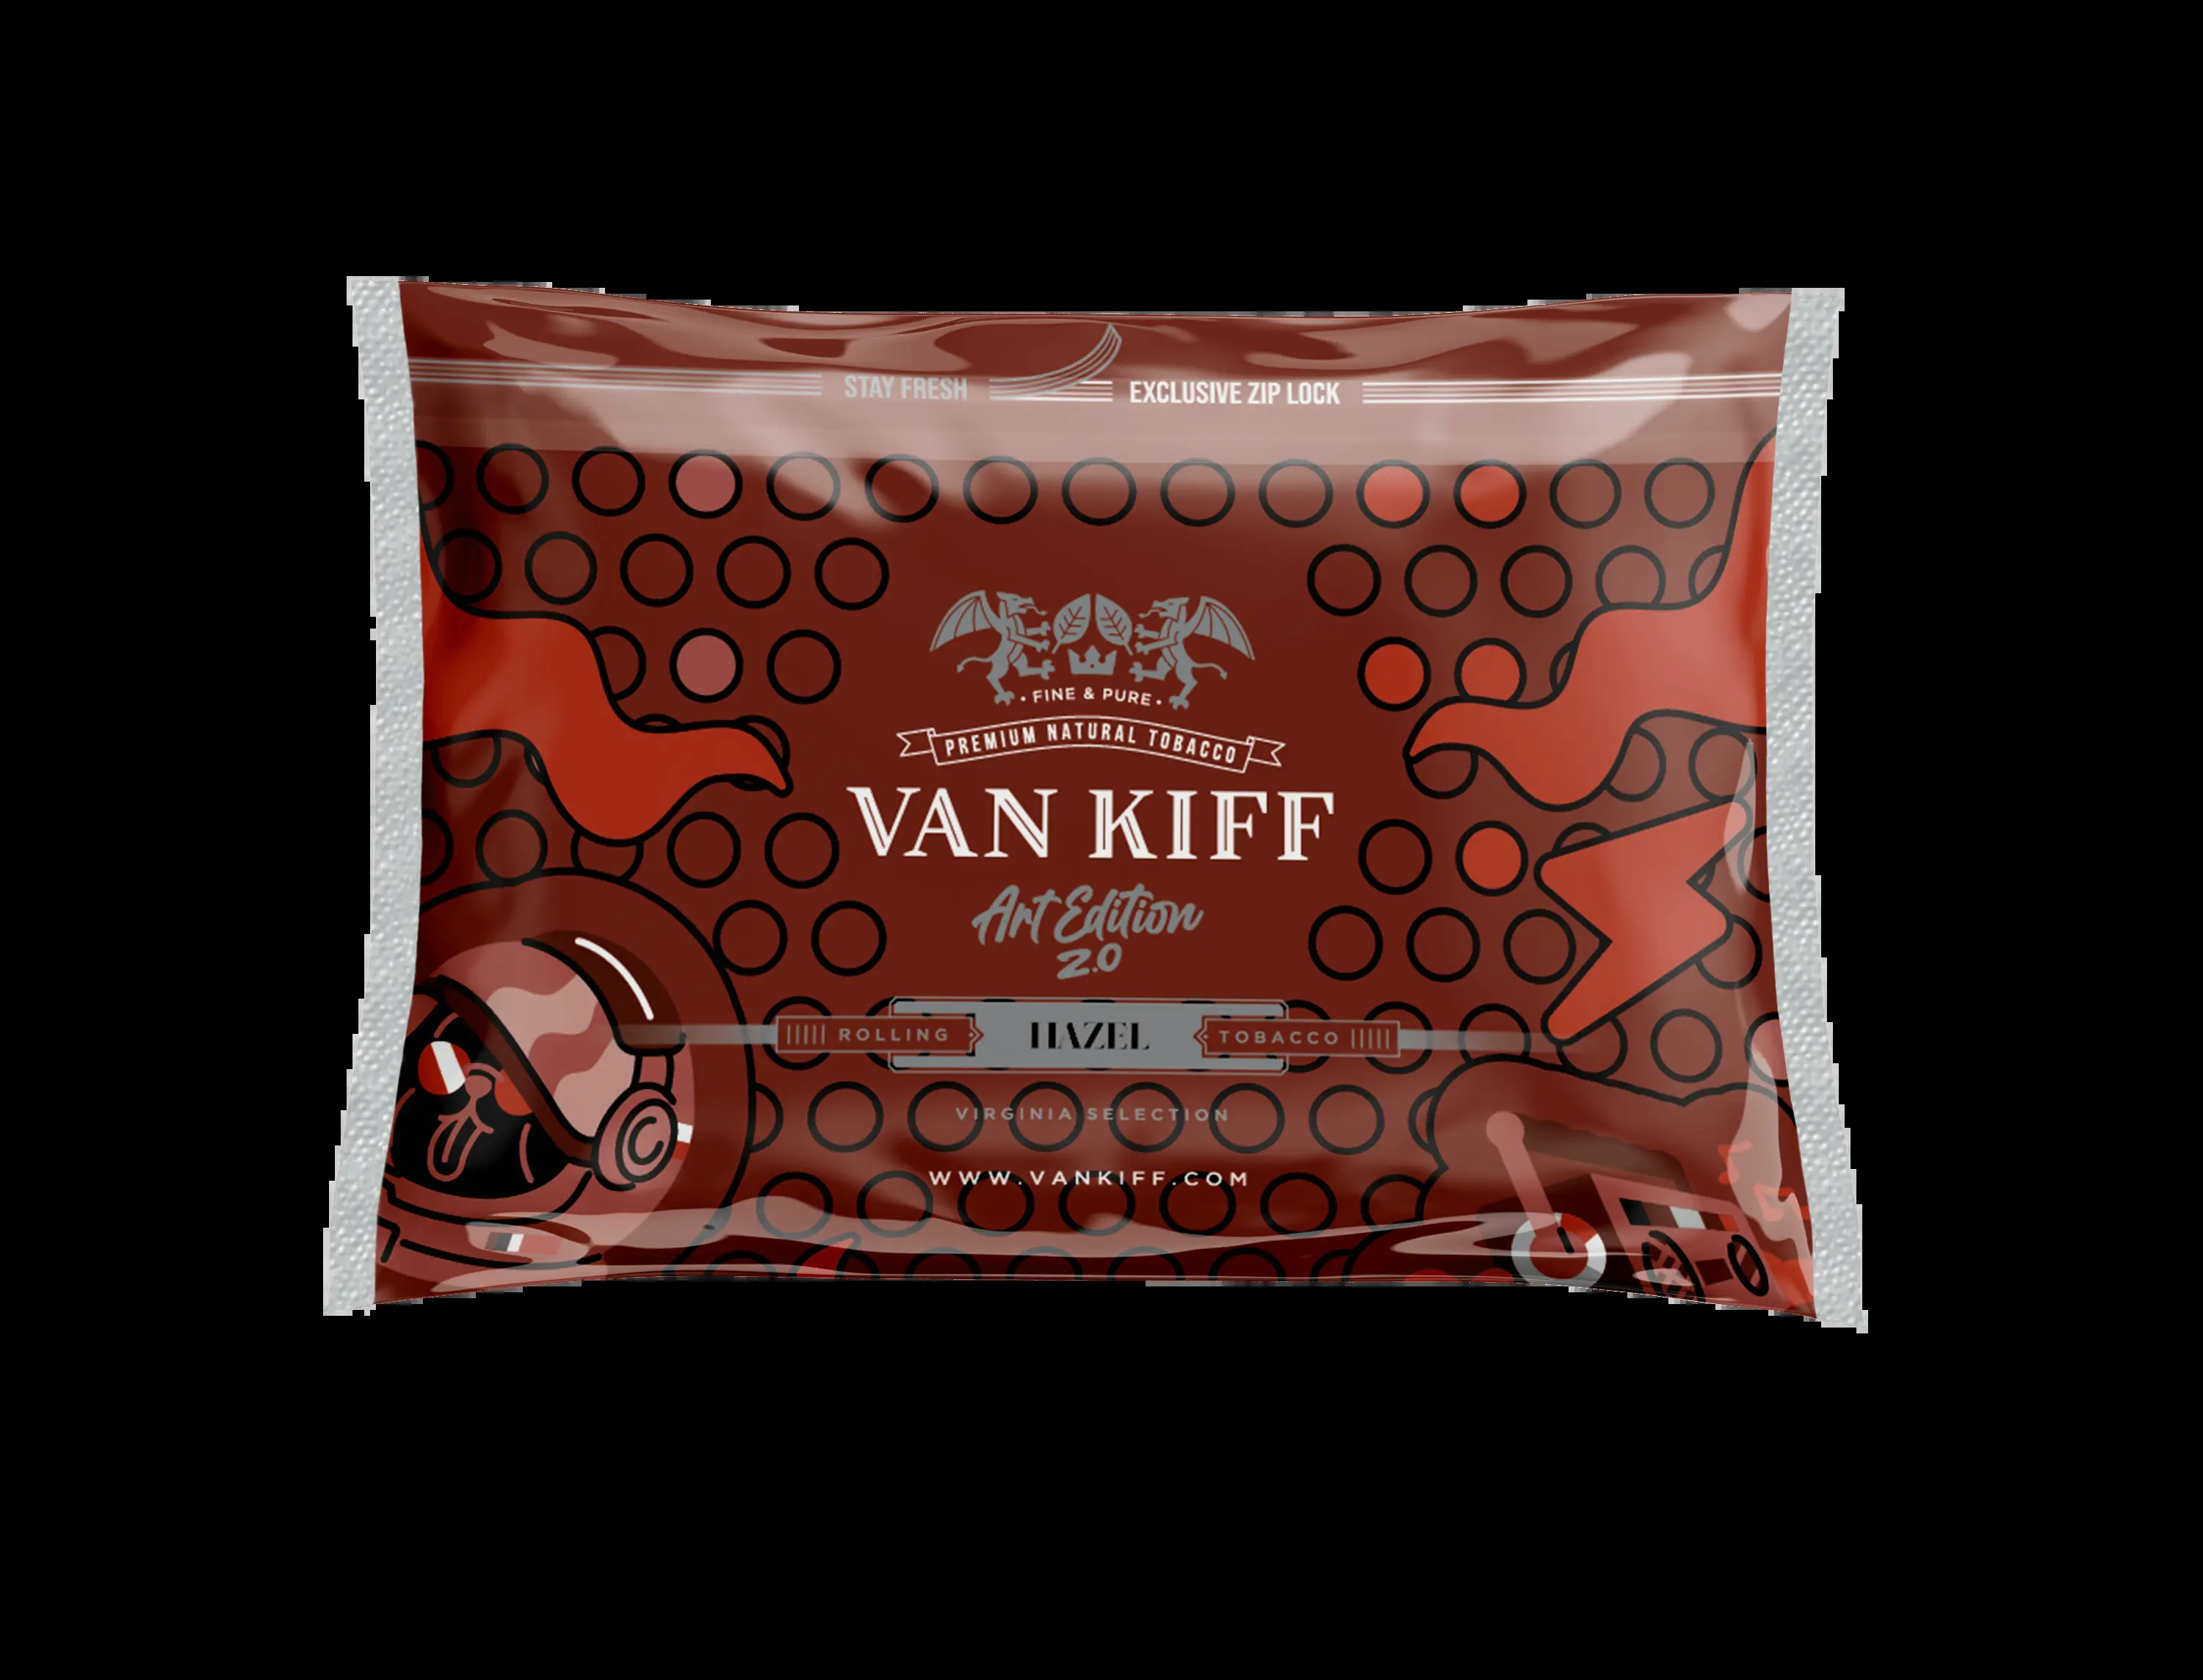 STAY FRESH EXCLUSIVE ZIP LOCK
• FINE & PURE •
PREMIUM NATURAL TOBACCO
VAN KIFF
Art Edition
2.0
ROLLING HAZEL TOBACCO
VIRGINIA SELECTION
WWW.VANKIFF.COM